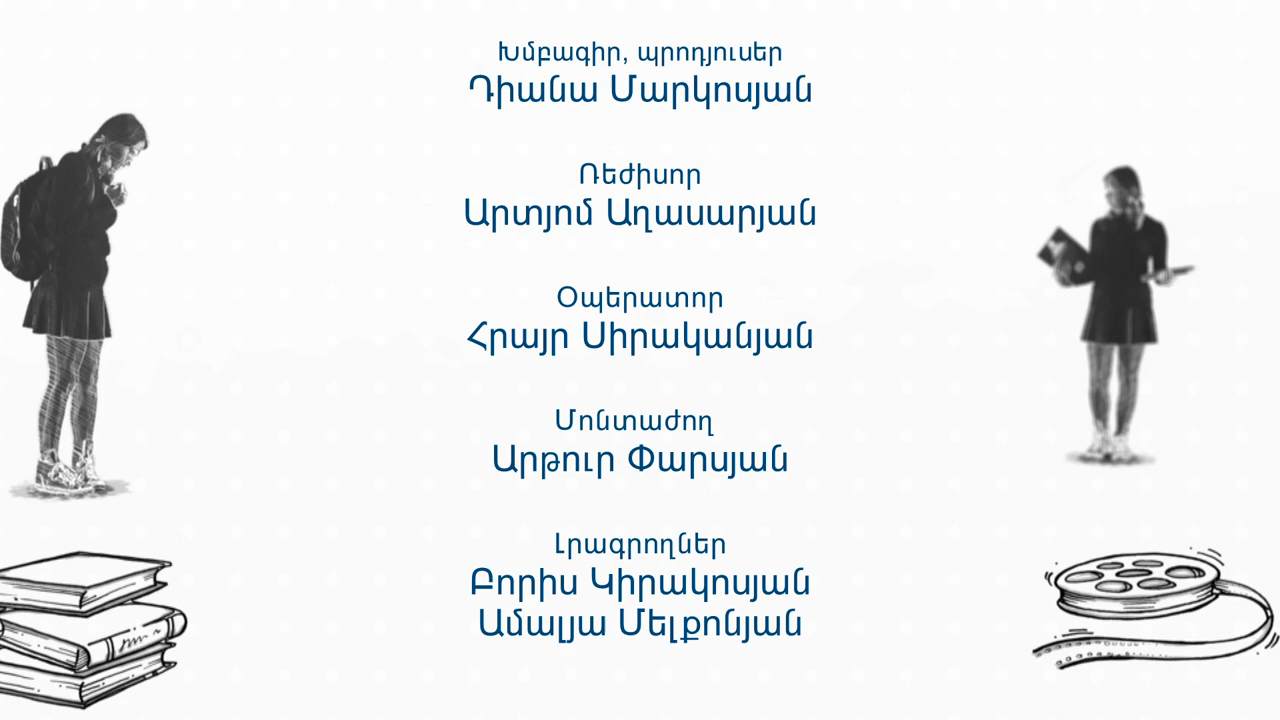 Խմբագիր, պրոդյուսեր
Դիանա Մարկոսյան
Ռեժիսոր
Արտյոմ Աղասարյան
Օպերատոր
Հրայր Սիրականյան
Մոնտաժող
Արթուր Փարսյան
Լրագրողներ
Բորիս Կիրակոսյան
Ամալյա Մելքոնյան